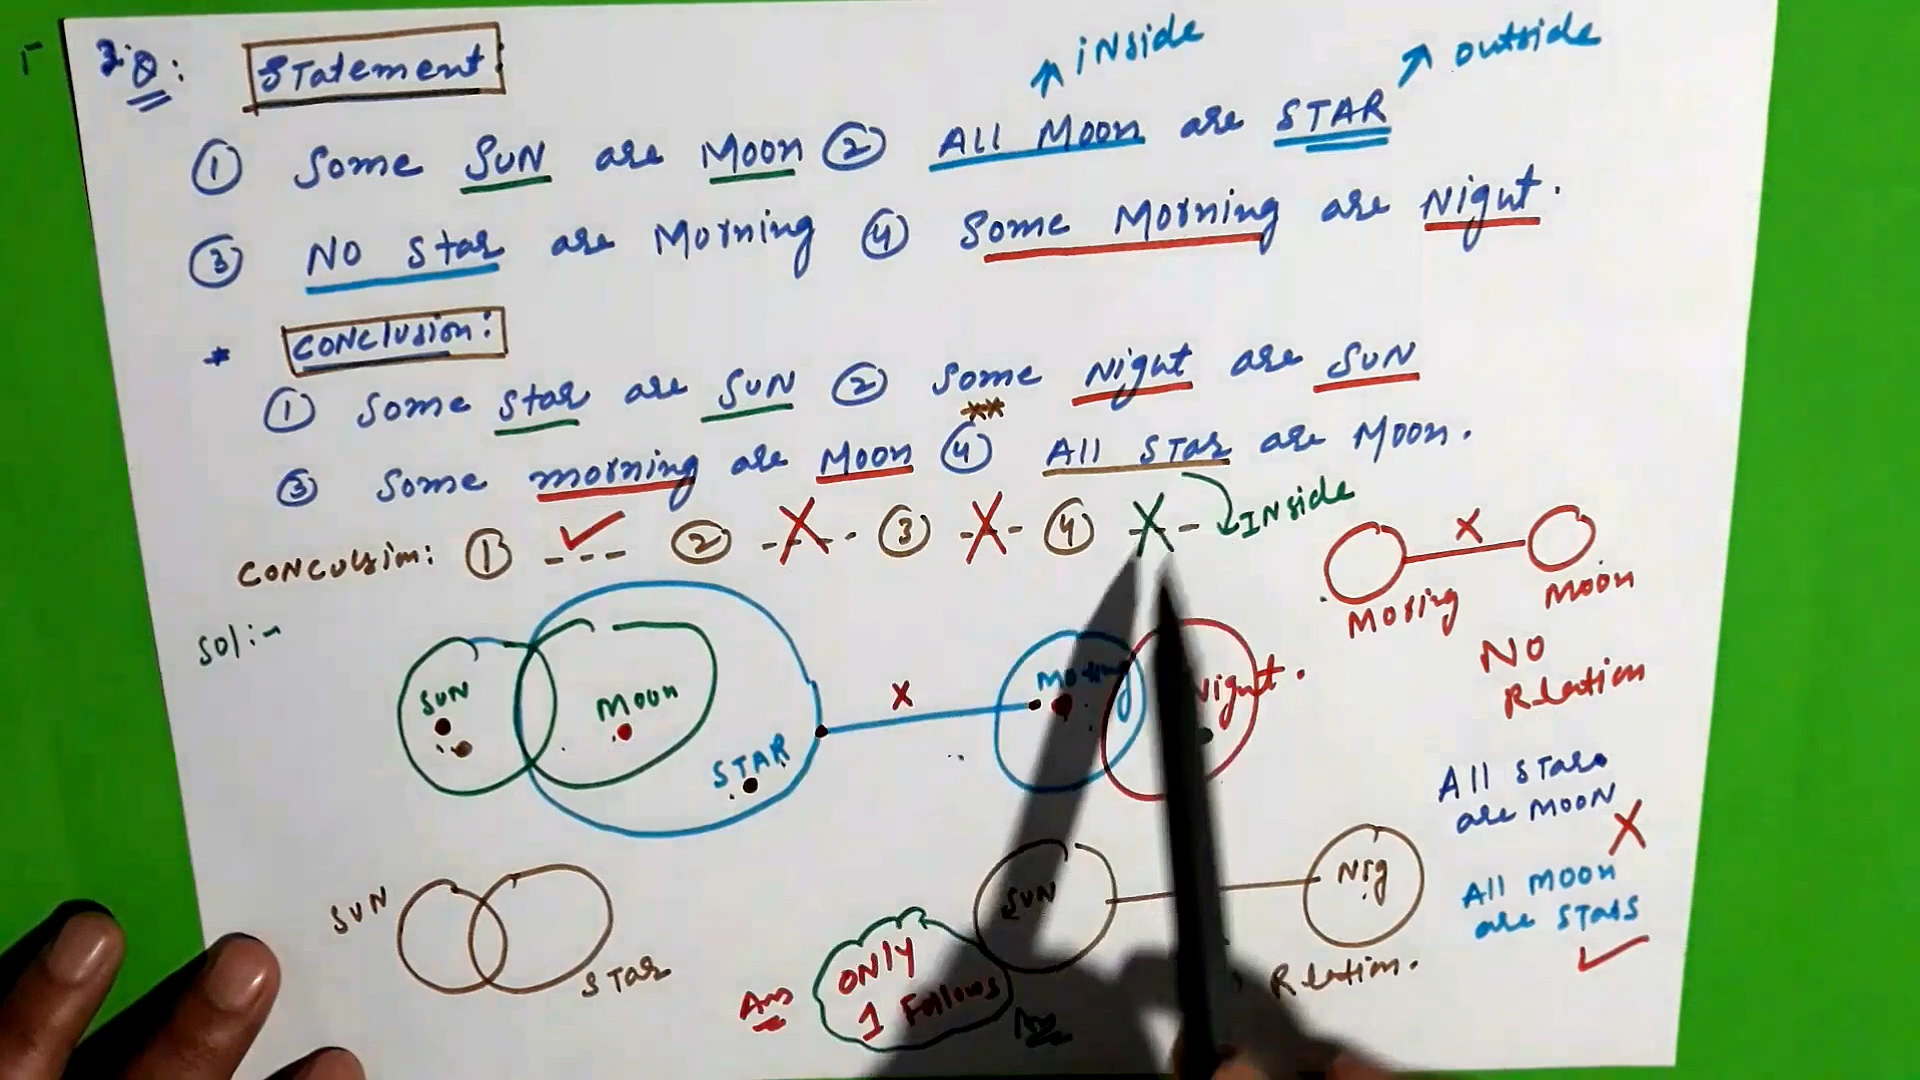 3.Q: Statement:
① Some SUN are Moon ② All Moon are STAR
inside
outside
③ NO Star are Morning ④ Some Morning are Night.
* Conclusion:
① Some star are SUN ② Some Night are SUN
**
③ Some morning are Moon ④ All STar are Moon.
① --- ② --- ③ --- ④ ---
Inside
Sol:-
SUN Moon STAR
X
X
Moon
NO
Relation
All STars
are MOON X
All Moon
are STars
SUN STar
SUN Nig
Relation.
Ans ONly
1 Follows